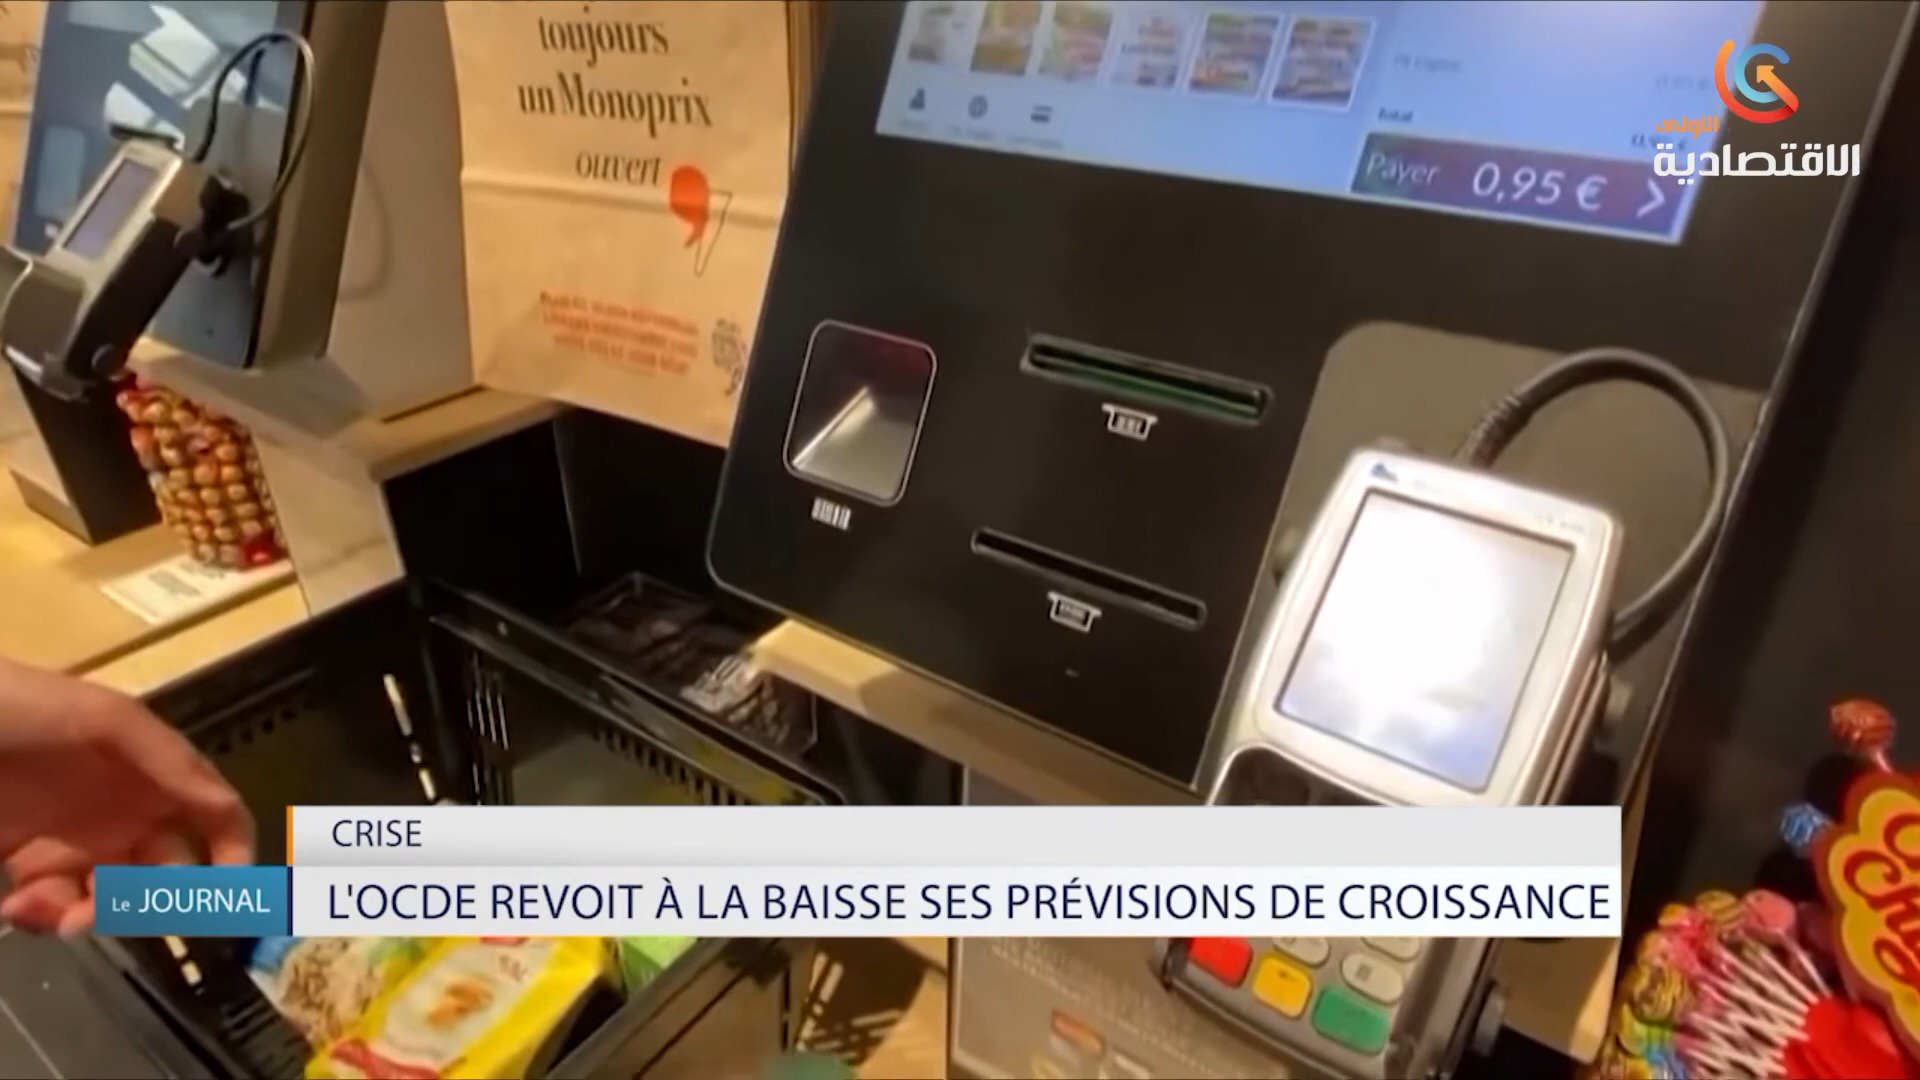 toujours
un Monoprix
ouvert
Total
Payer 0,95 € >
الأولى
الاقتصادية
CRISE
Le JOURNAL
L'OCDE REVOIT À LA BAISSE SES PRÉVISIONS DE CROISSANCE